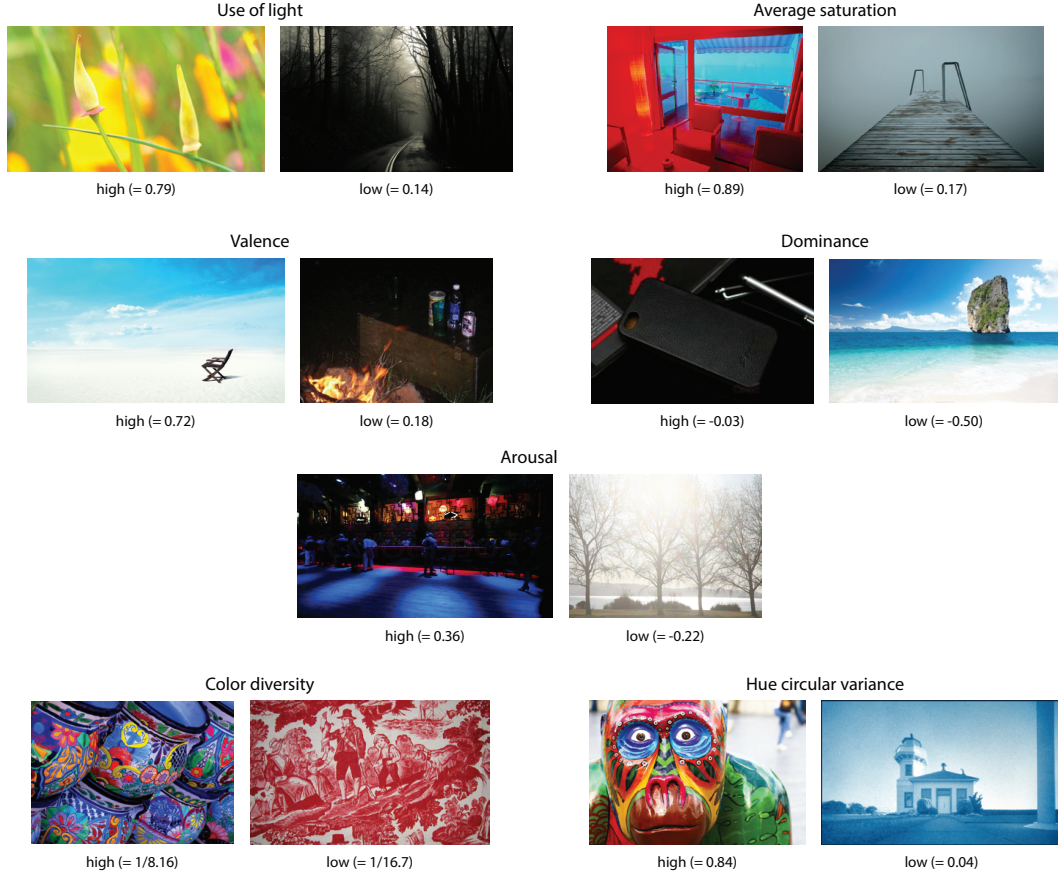 Use of light
Average saturation
high (= 0.79)
low (= 0.14)
high (= 0.89)
low (= 0.17)
Valence
Dominance
high (= 0.72)
low (= 0.18)
high (= -0.03)
low (= -0.50)
Arousal
high (= 0.36)
low (= -0.22)
Color diversity
Hue circular variance
high (= 1/8.16)
low (= 1/16.7)
high (= 0.84)
low (= 0.04)